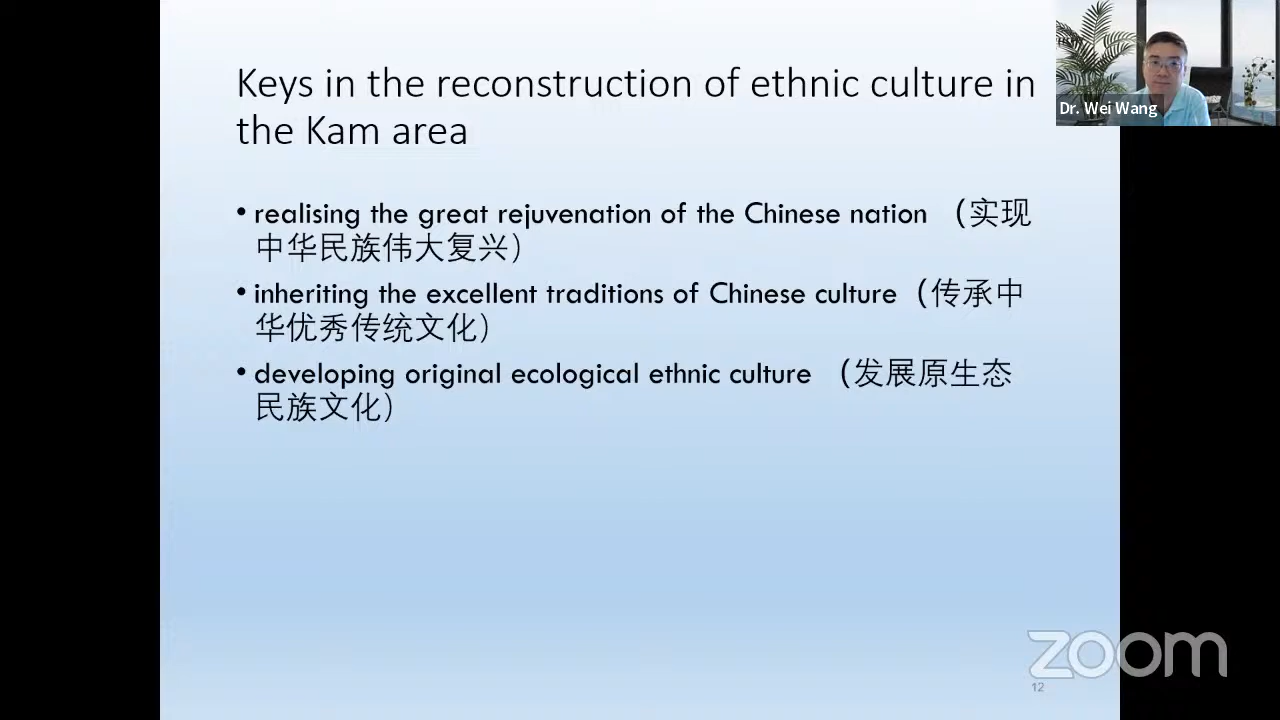 Keys in the reconstruction of ethnic culture in
the Kam area
Dr. Wei Wang
• realising the great rejuvenation of the Chinese nation （实现
中华民族伟大复兴）
• inheriting the excellent traditions of Chinese culture（传承中
华优秀传统文化）
• developing original ecological ethnic culture （发展原生态
民族文化）
zoom
12